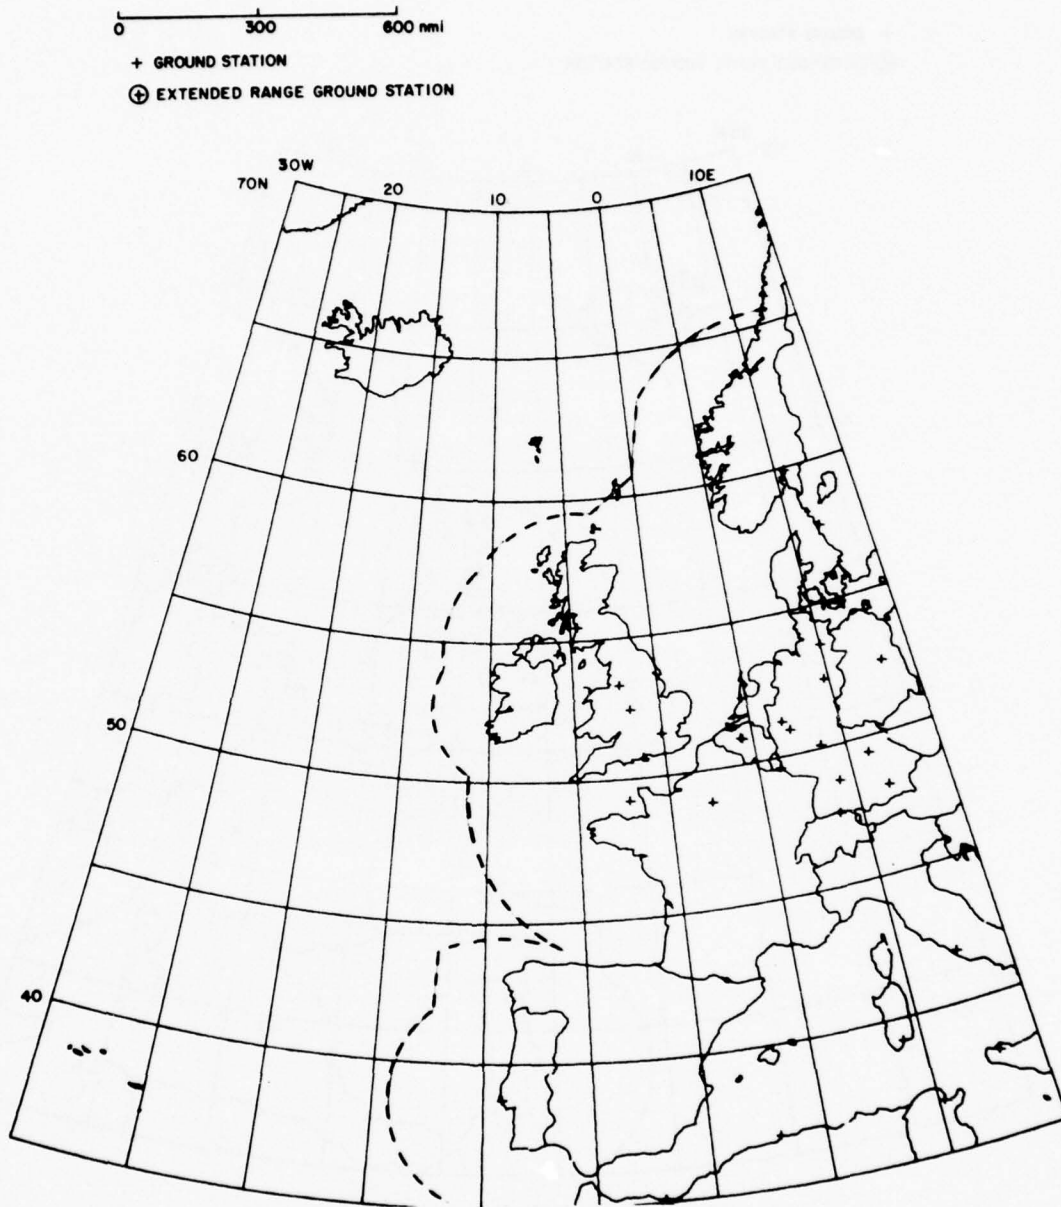 0 300 600 nmi
+ GROUND STATION
⊕ EXTENDED RANGE GROUND STATION
70N 30W 20 10 0 10E
60
50
40